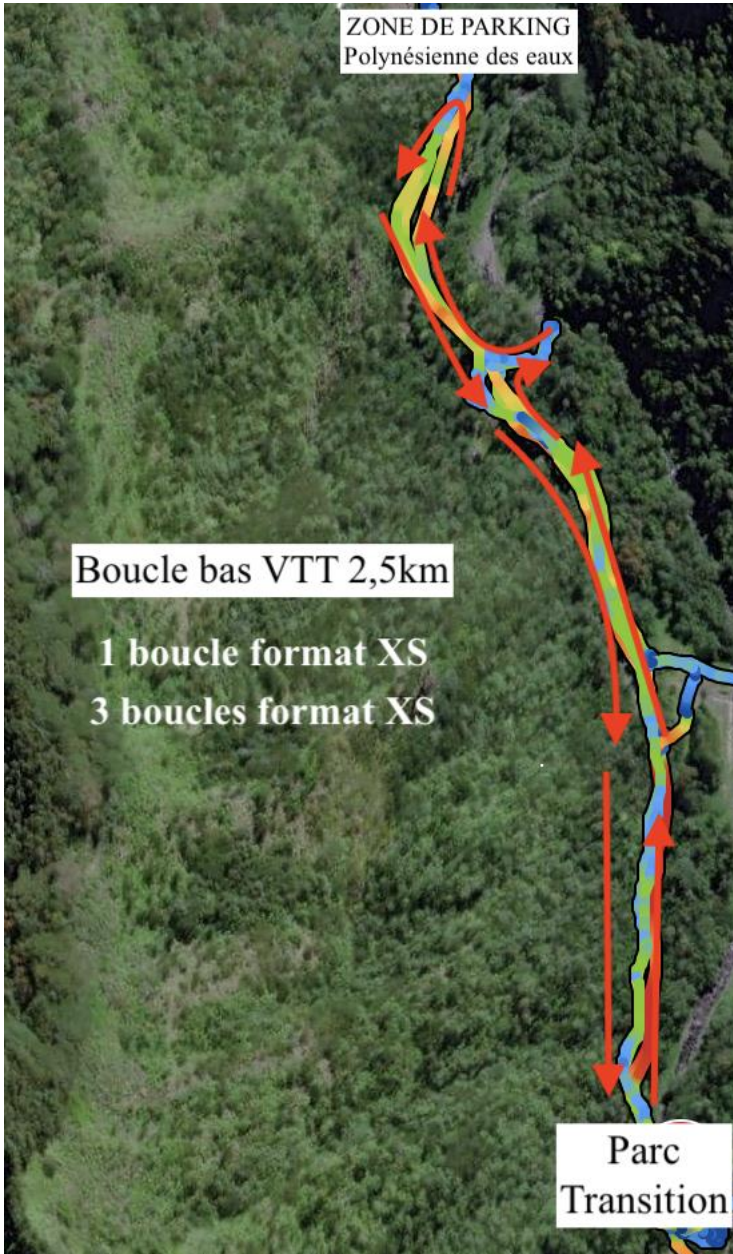 ZONE DE PARKING
Polynésienne des eaux
Boucle bas VTT 2,5km
1 boucle format XS
3 boucles format XS
Parc
Transition